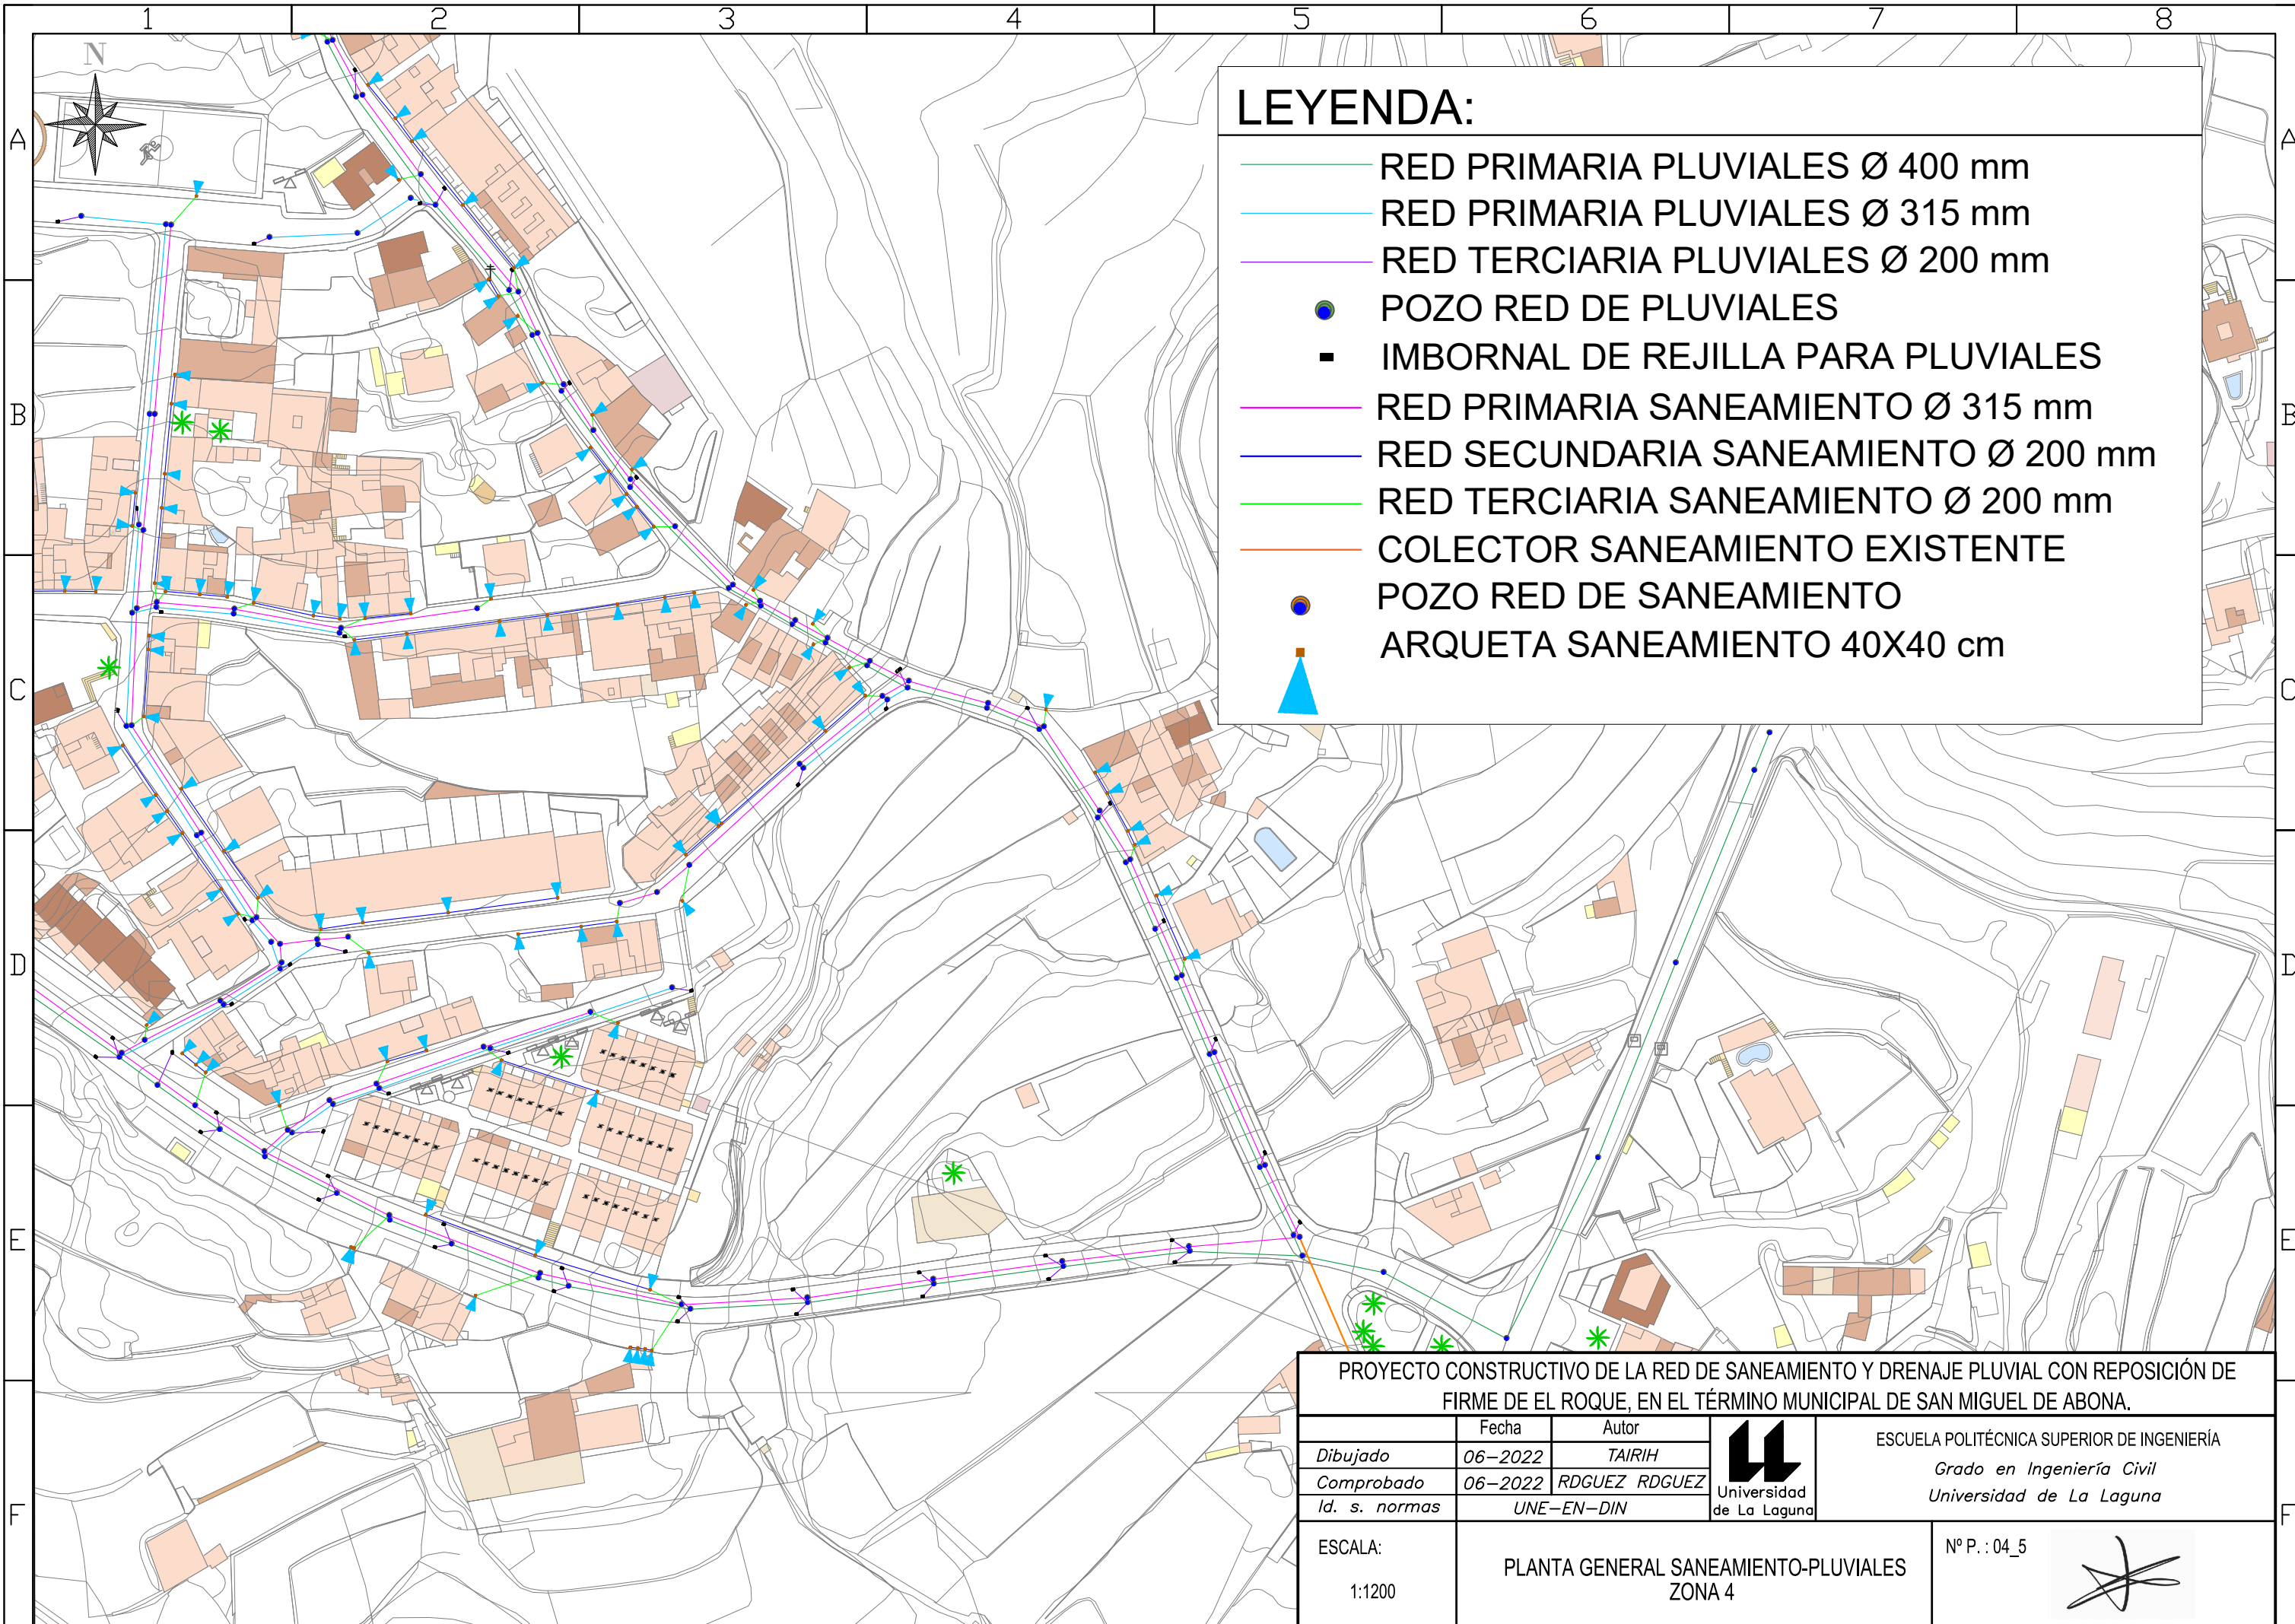 1 2 3 4 5 6 7 8
N
A A
B B
C C
D D
E E
F F
LEYENDA:
RED PRIMARIA PLUVIALES Ø 400 mm
RED PRIMARIA PLUVIALES Ø 315 mm
RED TERCIARIA PLUVIALES Ø 200 mm
POZO RED DE PLUVIALES
IMBORNAL DE REJILLA PARA PLUVIALES
RED PRIMARIA SANEAMIENTO Ø 315 mm
RED SECUNDARIA SANEAMIENTO Ø 200 mm
RED TERCIARIA SANEAMIENTO Ø 200 mm
COLECTOR SANEAMIENTO EXISTENTE
POZO RED DE SANEAMIENTO
ARQUETA SANEAMIENTO 40X40 cm
PROYECTO CONSTRUCTIVO DE LA RED DE SANEAMIENTO Y DRENAJE PLUVIAL CON REPOSICIÓN DE
FIRME DE EL ROQUE, EN EL TÉRMINO MUNICIPAL DE SAN MIGUEL DE ABONA.
Fecha Autor
Dibujado 06-2022 TAIRIH
Comprobado 06-2022 RDGUEZ RDGUEZ
Id. s. normas UNE-EN-DIN
Universidad
de La Laguna
ESCUELA POLITÉCNICA SUPERIOR DE INGENIERÍA
Grado en Ingeniería Civil
Universidad de La Laguna
ESCALA:
1:1200
PLANTA GENERAL SANEAMIENTO-PLUVIALES
ZONA 4
Nº P. : 04_5